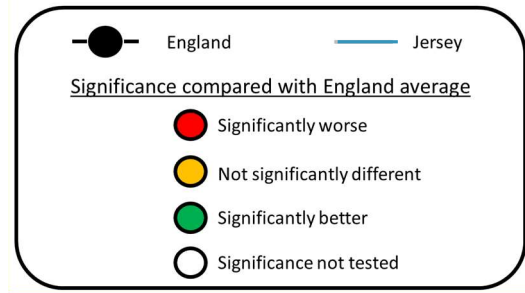 England Jersey
Significance compared with England average
Significantly worse
Not significantly different
Significantly better
Significance not tested